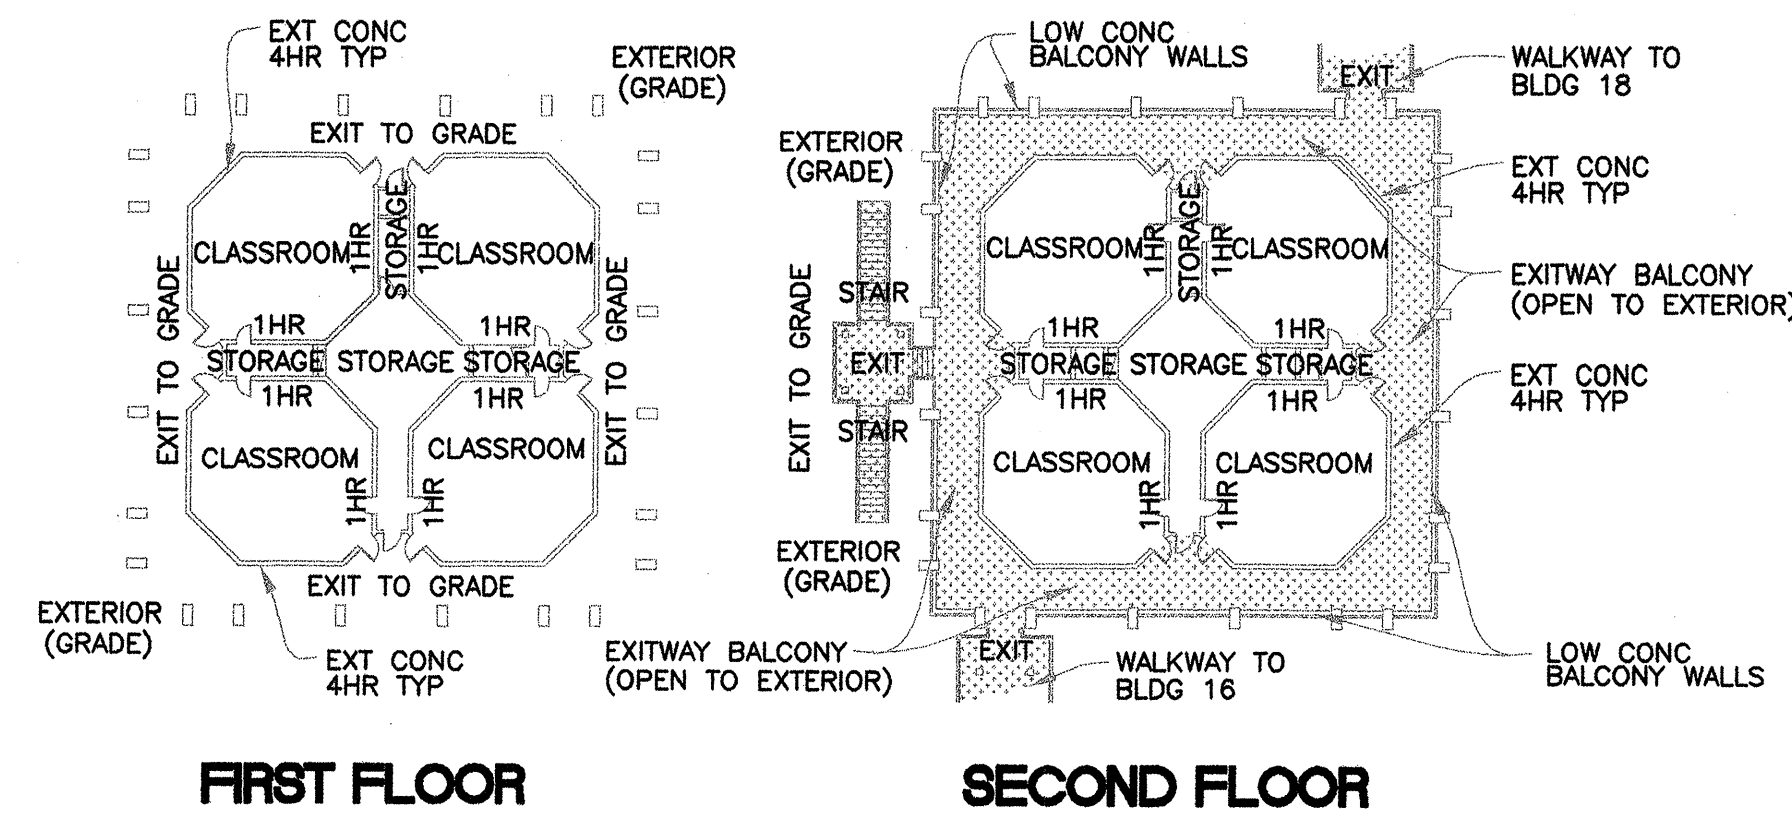 EXT CONC
4HR TYP
EXTERIOR
(GRADE)
EXIT TO GRADE
CLASSROOM
1HR
STORAGE
1HR
CLASSROOM
EXIT TO GRADE
EXIT TO GRADE
1HR
1HR
STORAGE
STORAGE
STORAGE
1HR
1HR
CLASSROOM
CLASSROOM
1HR
1HR
EXIT TO GRADE
EXTERIOR
(GRADE)
EXT CONC
4HR TYP
FIRST FLOOR
LOW CONC
BALCONY WALLS
EXIT
WALKWAY TO
BLDG 18
EXTERIOR
(GRADE)
EXT CONC
4HR TYP
CLASSROOM
1HR
STORAGE
1HR
CLASSROOM
EXITWAY BALCONY
(OPEN TO EXTERIOR)
STAIR
EXIT TO GRADE
1HR
1HR
EXIT
STORAGE
STORAGE
STORAGE
1HR
1HR
EXT CONC
4HR TYP
STAIR
CLASSROOM
CLASSROOM
1HR
1HR
EXTERIOR
(GRADE)
EXITWAY BALCONY
(OPEN TO EXTERIOR)
EXIT
WALKWAY TO
BLDG 16
LOW CONC
BALCONY WALLS
SECOND FLOOR